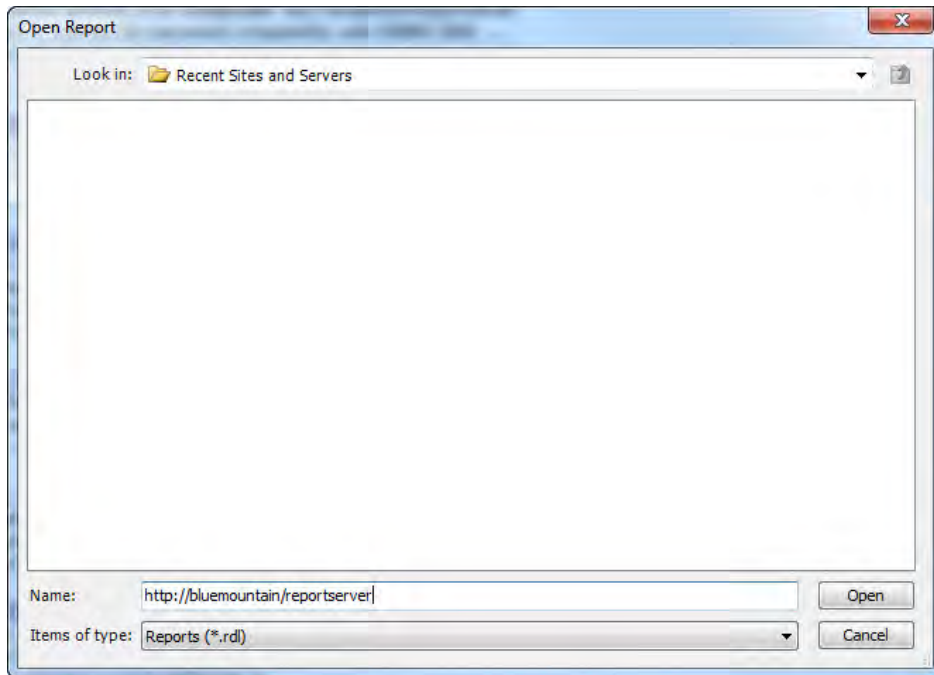 Open Report
Look in: Recent Sites and Servers
Name: http://bluemountain/reportserver Open
Items of type: Reports (*.rdl) Cancel